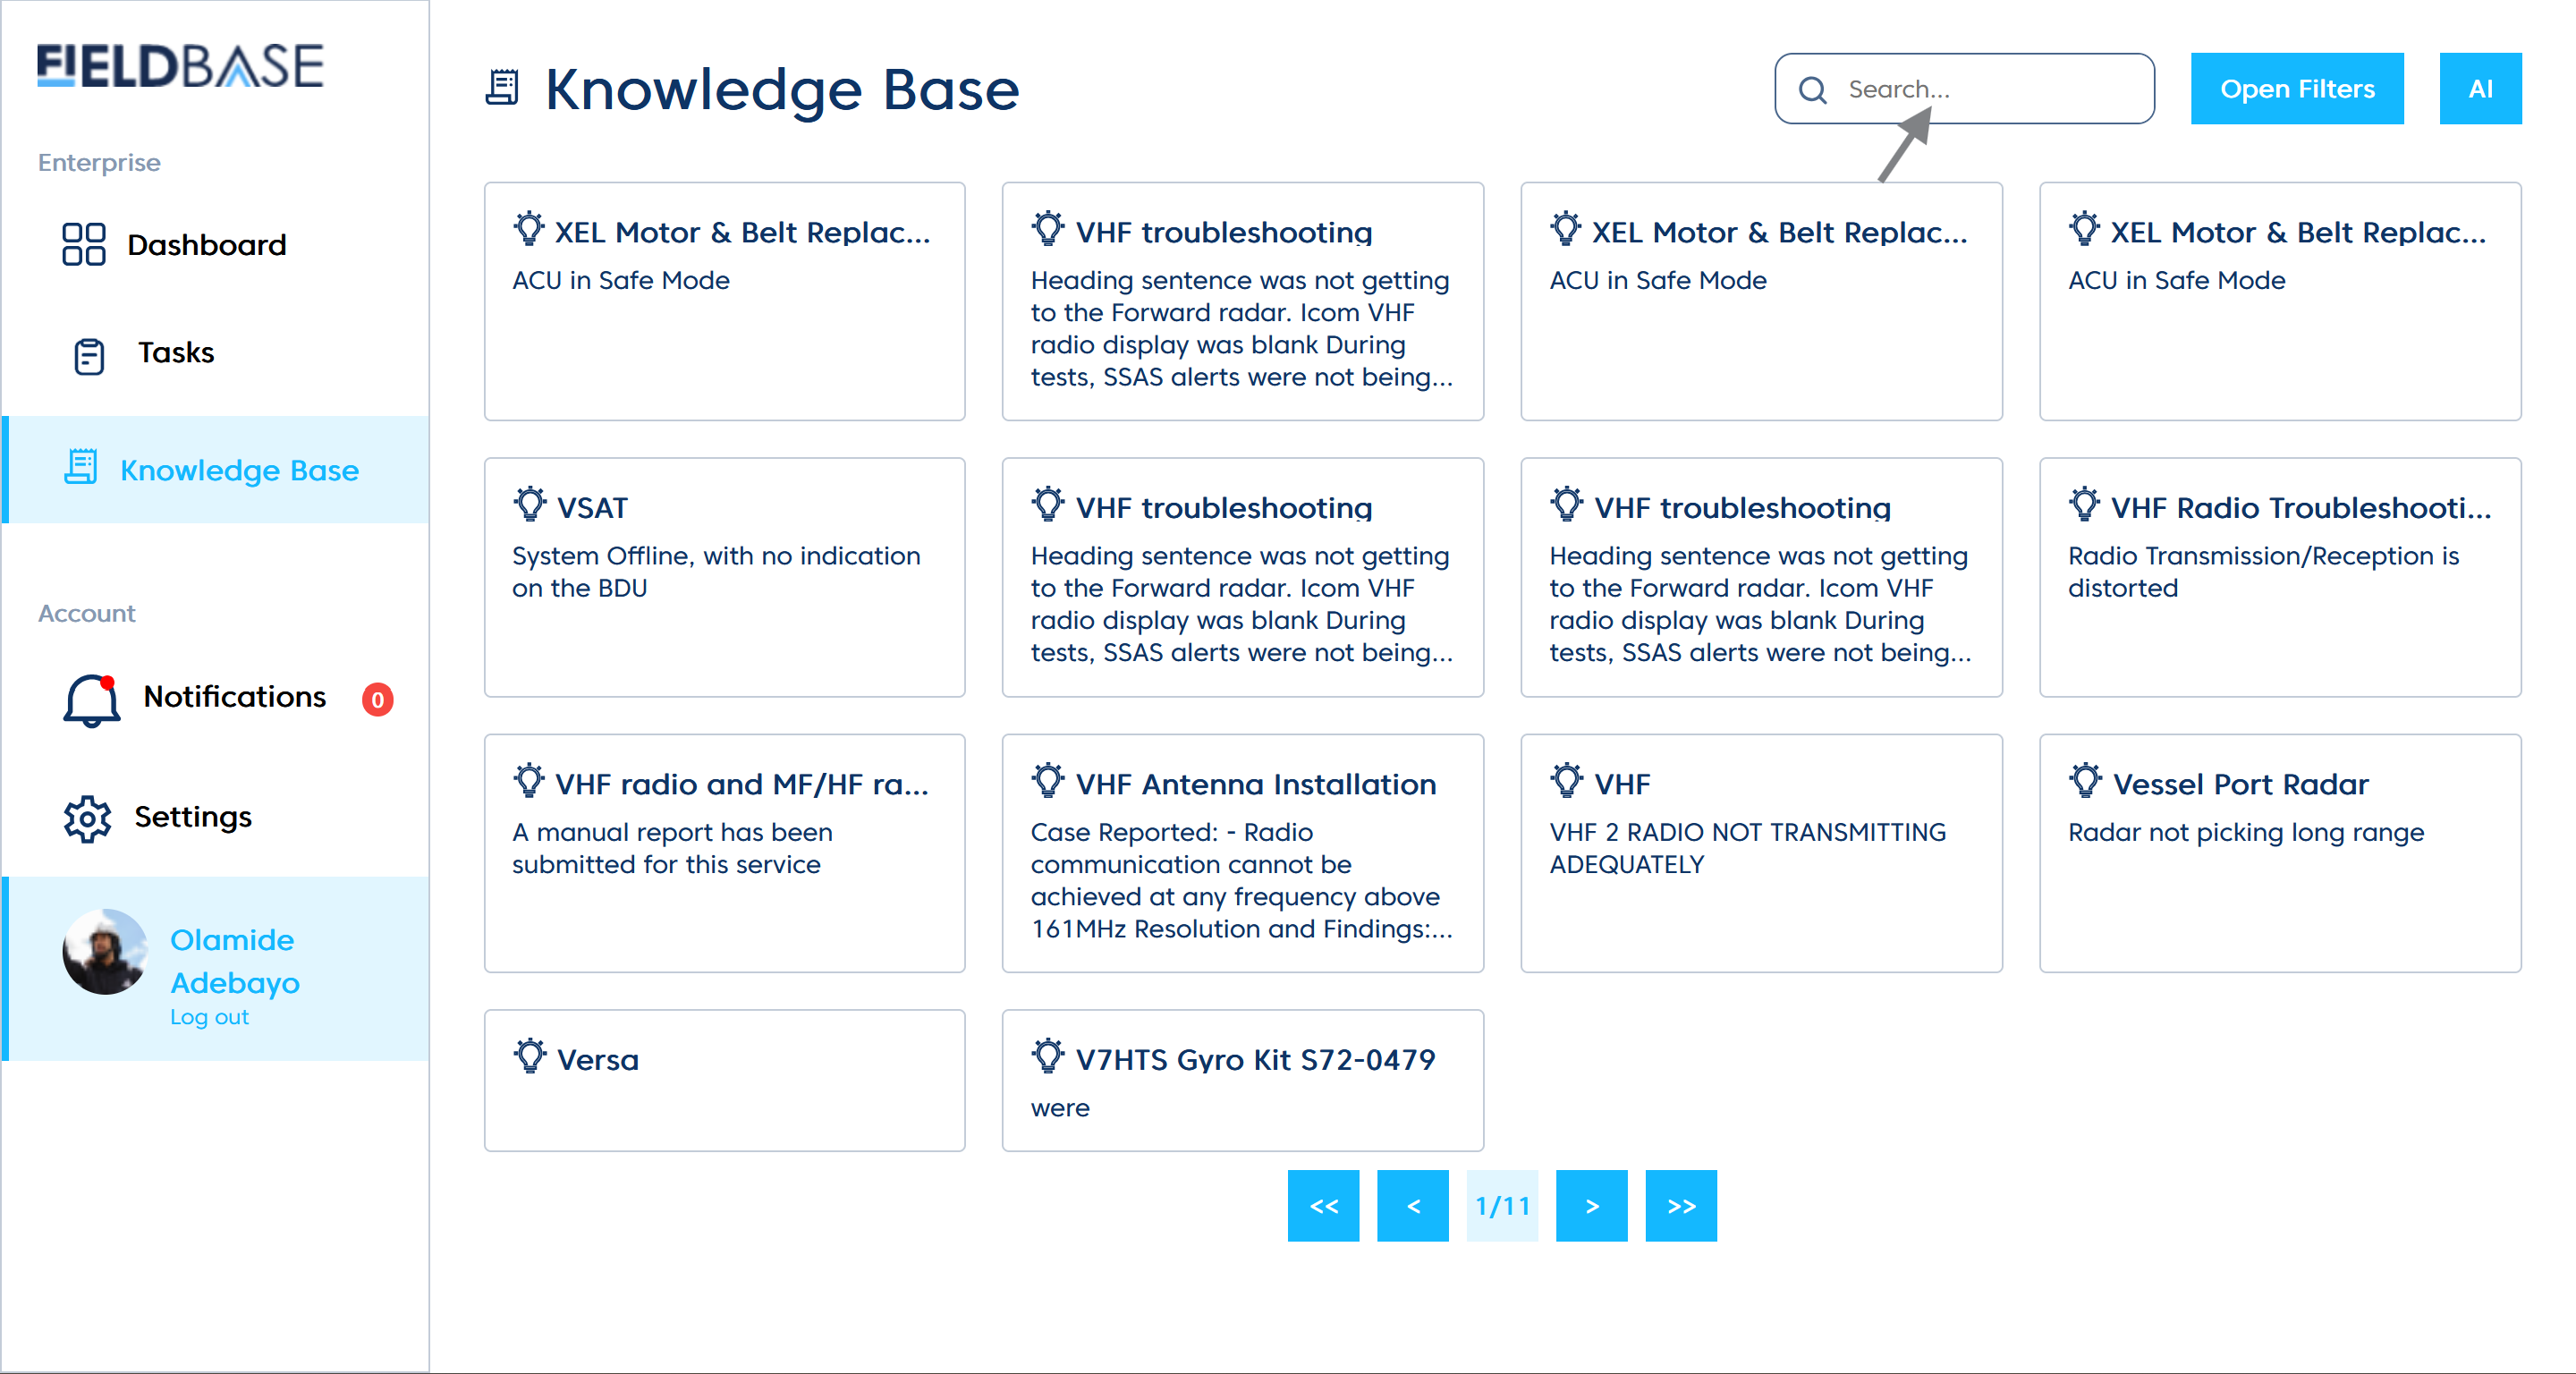 FIELDBASE
Enterprise
Dashboard
Tasks
Knowledge Base
Account
Notifications 0
Settings
Olamide
Adebayo
Log out
Knowledge Base
Search...
Open Filters
AI
XEL Motor & Belt Replac...
ACU in Safe Mode
VHF troubleshooting
Heading sentence was not getting
to the Forward radar. Icom VHF
radio display was blank During
tests, SSAS alerts were not being...
XEL Motor & Belt Replac...
ACU in Safe Mode
XEL Motor & Belt Replac...
ACU in Safe Mode
VSAT
System Offline, with no indication
on the BDU
VHF troubleshooting
Heading sentence was not getting
to the Forward radar. Icom VHF
radio display was blank During
tests, SSAS alerts were not being...
VHF troubleshooting
Heading sentence was not getting
to the Forward radar. Icom VHF
radio display was blank During
tests, SSAS alerts were not being...
VHF Radio Troubleshooti...
Radio Transmission/Reception is
distorted
VHF radio and MF/HF ra...
A manual report has been
submitted for this service
VHF Antenna Installation
Case Reported: - Radio
communication cannot be
achieved at any frequency above
161MHz Resolution and Findings:...
VHF
VHF 2 RADIO NOT TRANSMITTING
ADEQUATELY
Vessel Port Radar
Radar not picking long range
Versa
V7HTS Gyro Kit S72-0479
were
<< < 1/11 > >>